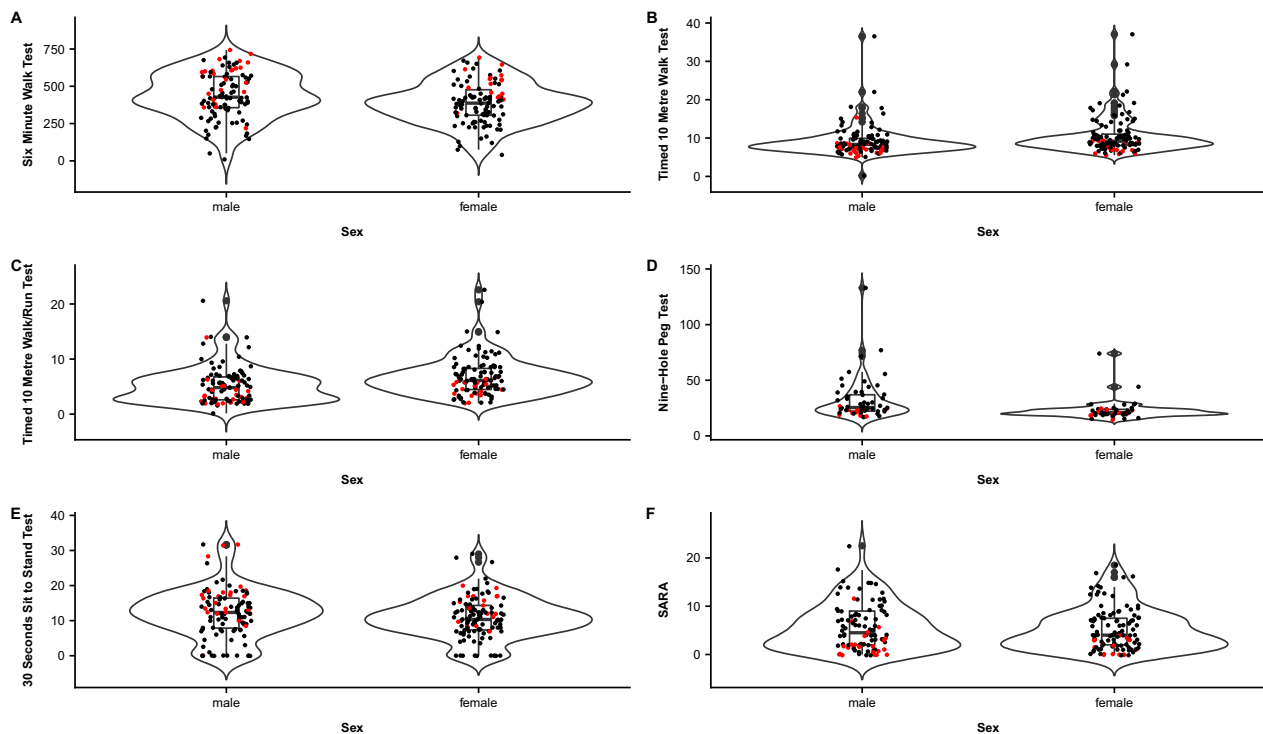 A
Six Minute Walk Test
750
500
250
0
male
female
Sex
B
Timed 10 Metre Walk Test
40
30
20
10
0
male
female
Sex
C
Timed 10 Metre Walk/Run Test
20
10
0
male
female
Sex
D
Nine−Hole Peg Test
150
100
50
0
male
female
Sex
E
30 Seconds Sit to Stand Test
40
30
20
10
0
male
female
Sex
F
SARA
20
10
0
male
female
Sex